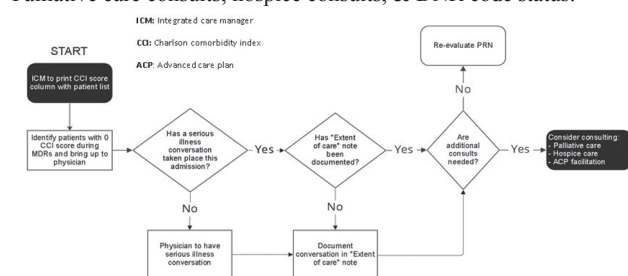 Palliative care consults, hospice consults, & DNR code status.
ICM: Integrated care manager
CCI: Charlson comorbidity index
ACP: Advanced care plan
START
ICM to print CCI score
column with patient list
Identify patients with 0
CCI score during
MDRs and bring up to
physician
Has a serious
illness
conversation
taken place this
admission?
Yes
No
Physician to have
serious illness
conversation
Has "Extent
of care" note
been
documented?
Yes
No
Document
conversation in "Extent
of care" note
Are
additional
consults
needed?
No
Re-evaluate PRN
Yes
Consider consulting:
- Palliative care
- Hospice care
- ACP facilitation